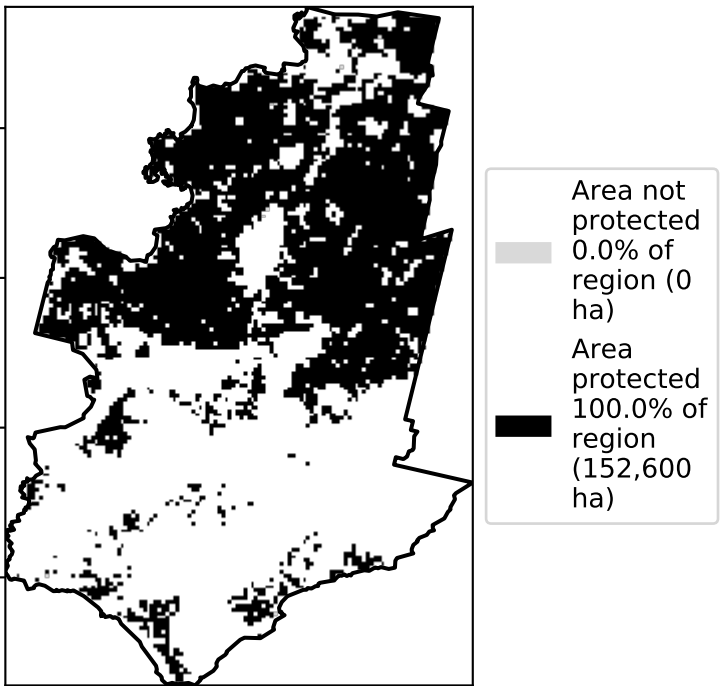 Area not
protected
0.0% of
region (0
ha)
Area
protected
100.0% of
region
(152,600
ha)